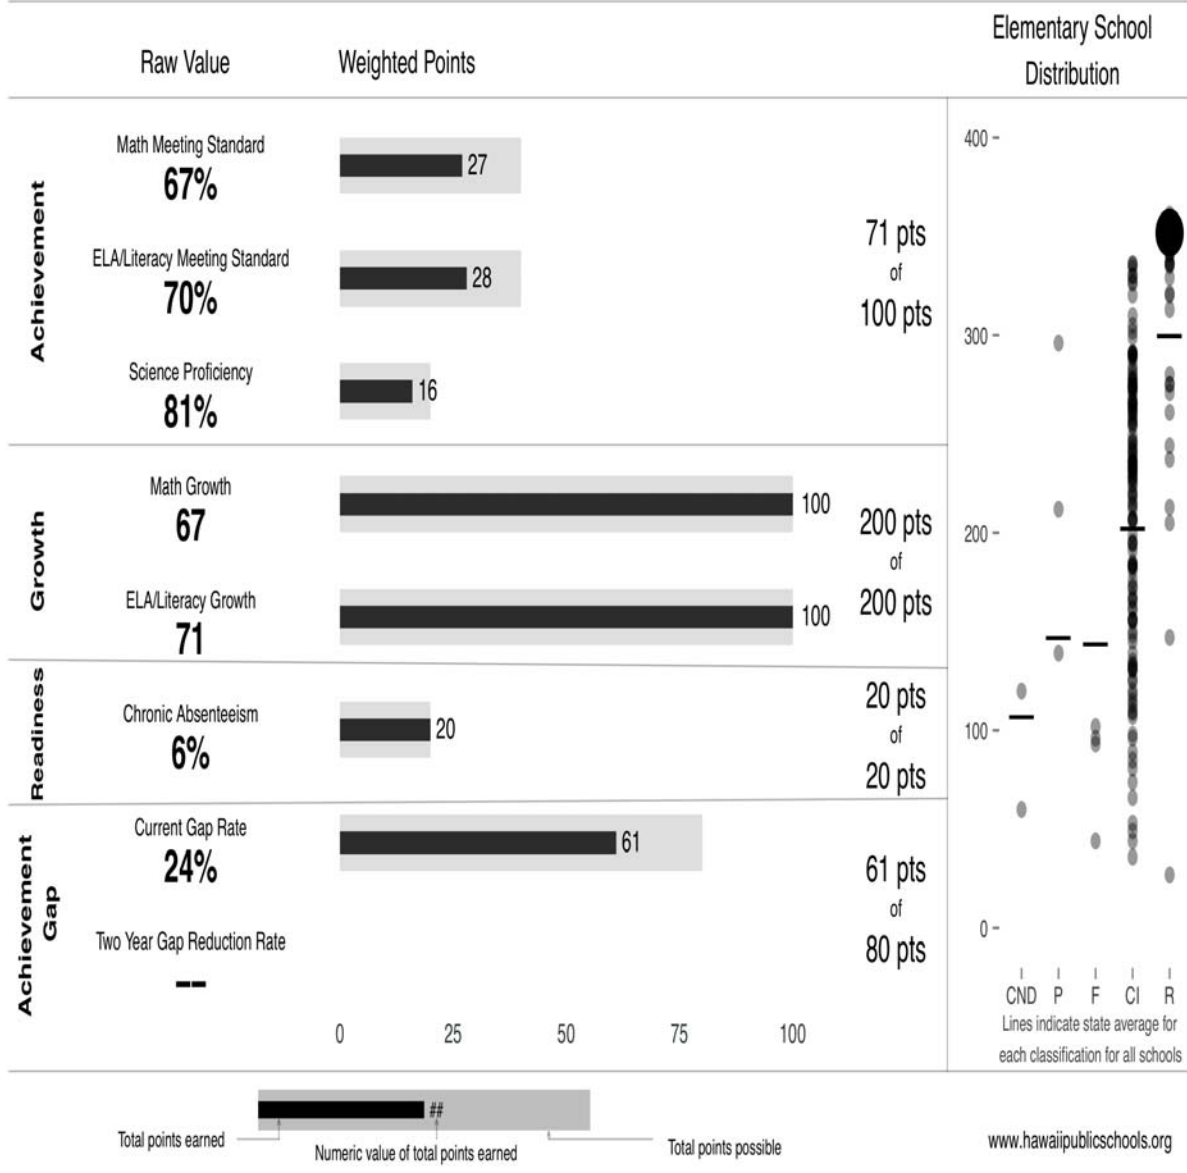 Raw Value
Weighted Points
Elementary School
Distribution
Achievement
Math Meeting Standard
67%
27
ELA/Literacy Meeting Standard
70%
28
Science Proficiency
81%
16
71 pts
of
100 pts
Growth
Math Growth
67
100
ELA/Literacy Growth
71
100
200 pts
of
200 pts
Readiness
Chronic Absenteeism
6%
20
20 pts
of
20 pts
Achievement
Gap
Current Gap Rate
24%
61
Two Year Gap Reduction Rate
--
61 pts
of
80 pts
0 25 50 75 100
400
300
200
100
0
CND P F CI R
Lines indicate state average for
each classification for all schools
##
Total points earned
Numeric value of total points earned
Total points possible
www.hawaiipublicschools.org